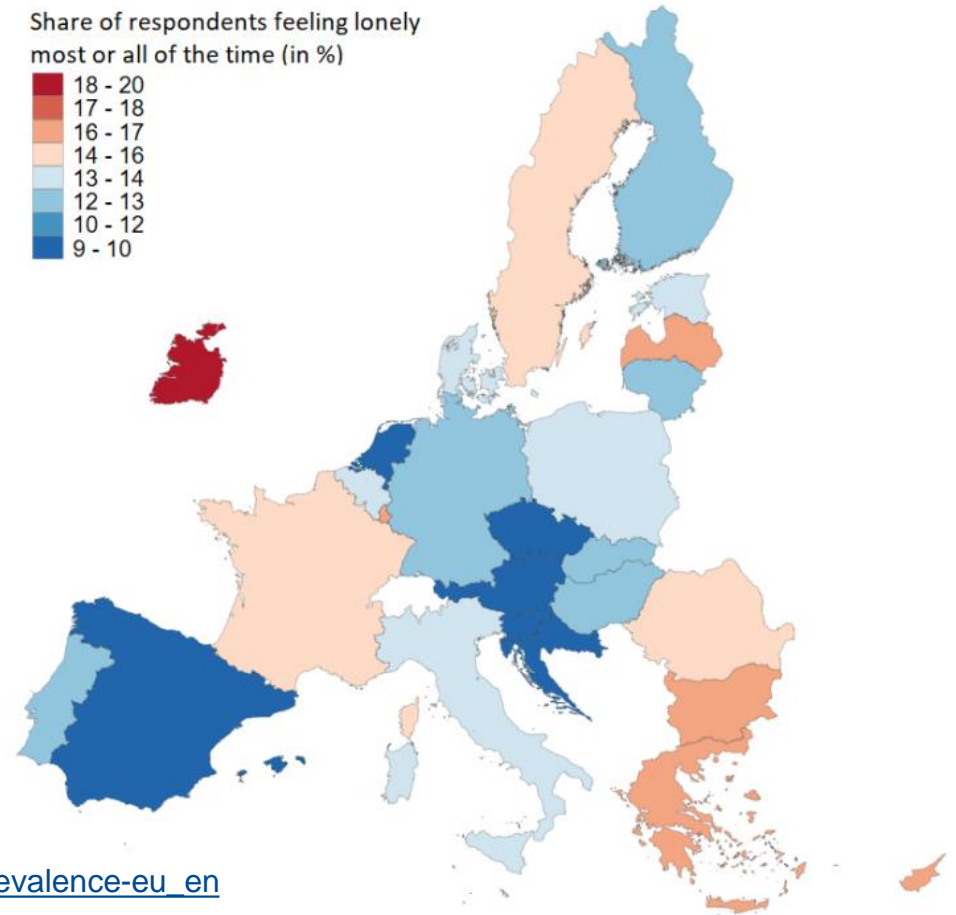 Share of respondents feeling lonely
most or all of the time (in %)
18 - 20
17 - 18
16 - 17
14 - 16
13 - 14
12 - 13
10 - 12
9 - 10
evalence-eu_en